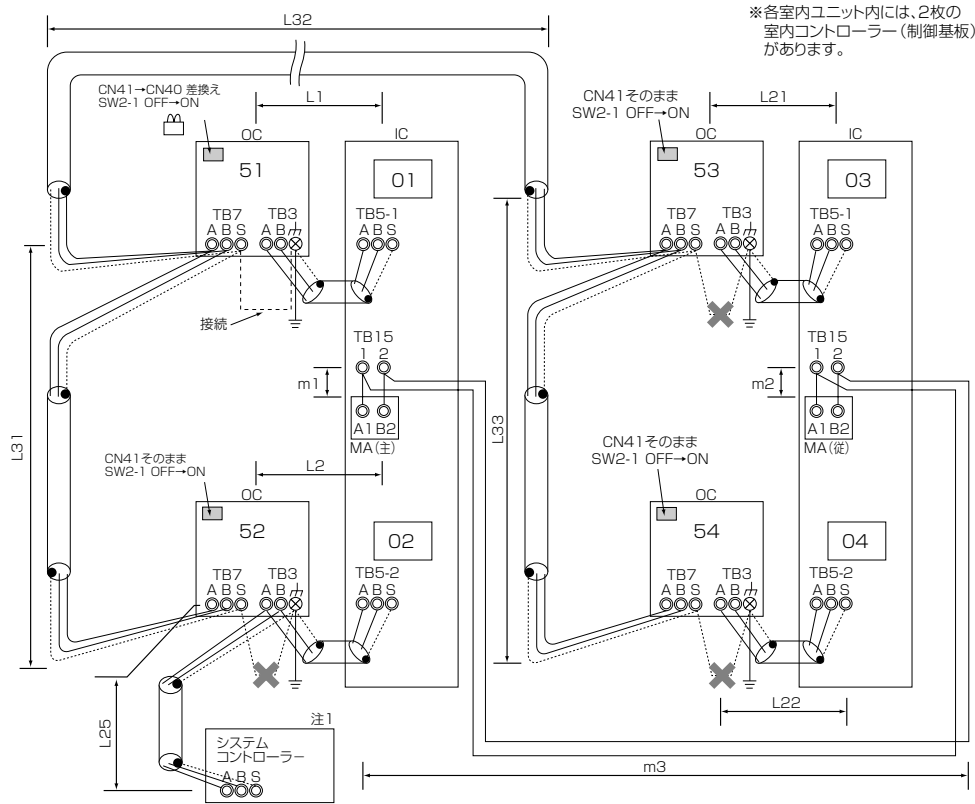 L32
※各室内ユニット内には、2枚の
室内コントローラー（制御基板）
があります。
CN41→CN40 差換え
SW2-1 OFF→ON
L1
CN41そのまま
SW2-1 OFF→ON
L21
OC
IC
OC
IC
51
01
53
03
TB7
TB3
TB5-1
TB7
TB3
TB5-1
A B S
A B
A B S
A B S
A B
A B S
接続
TB15
1 2
TB15
1 2
m1
m2
A1 B2
MA（主）
A1 B2
MA（従）
L31
L33
CN41そのまま
SW2-1 OFF→ON
L2
CN41そのまま
SW2-1 OFF→ON
OC
OC
52
02
54
04
TB7
TB3
TB5-2
TB7
TB3
TB5-2
A B S
A B
A B S
A B S
A B
A B S
L22
L25
注1
システム
コントローラー
A B S
m3